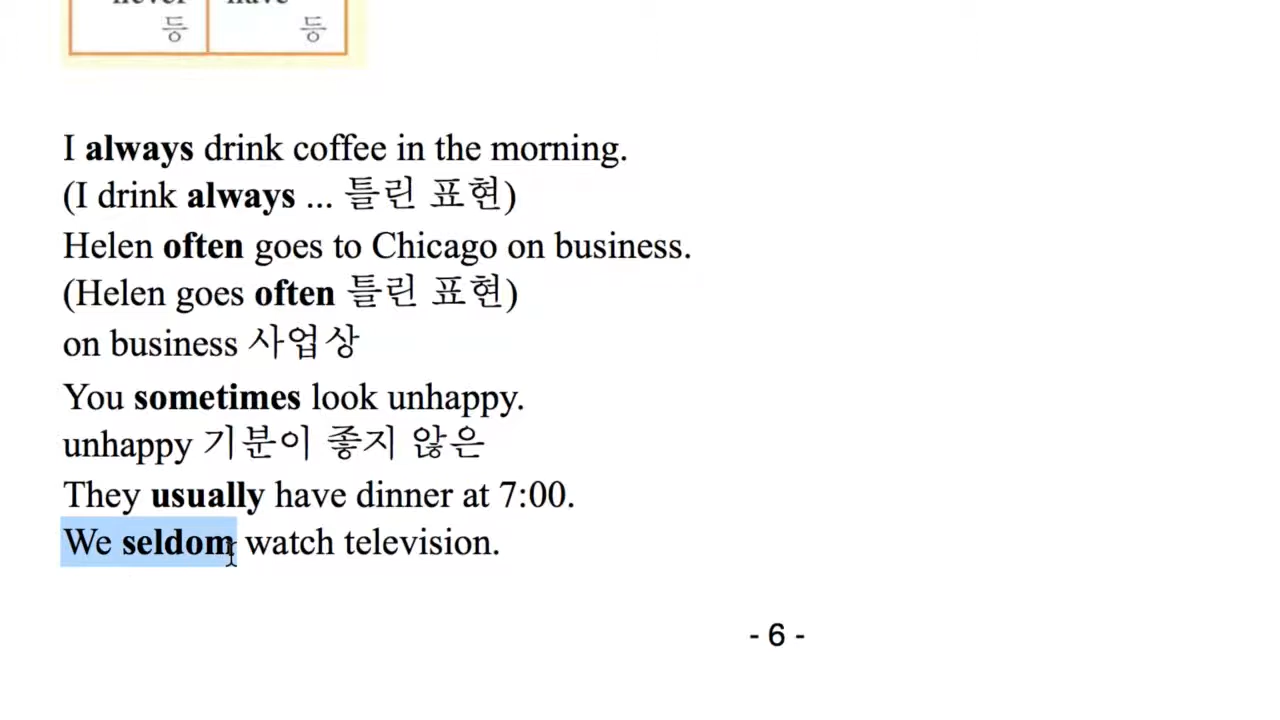 never have
등 등
I always drink coffee in the morning.
(I drink always ... 틀린 표현)
Helen often goes to Chicago on business.
(Helen goes often 틀린 표현)
on business 사업상
You sometimes look unhappy.
unhappy 기분이 좋지 않은
They usually have dinner at 7:00.
We seldom watch television.
- 6 -